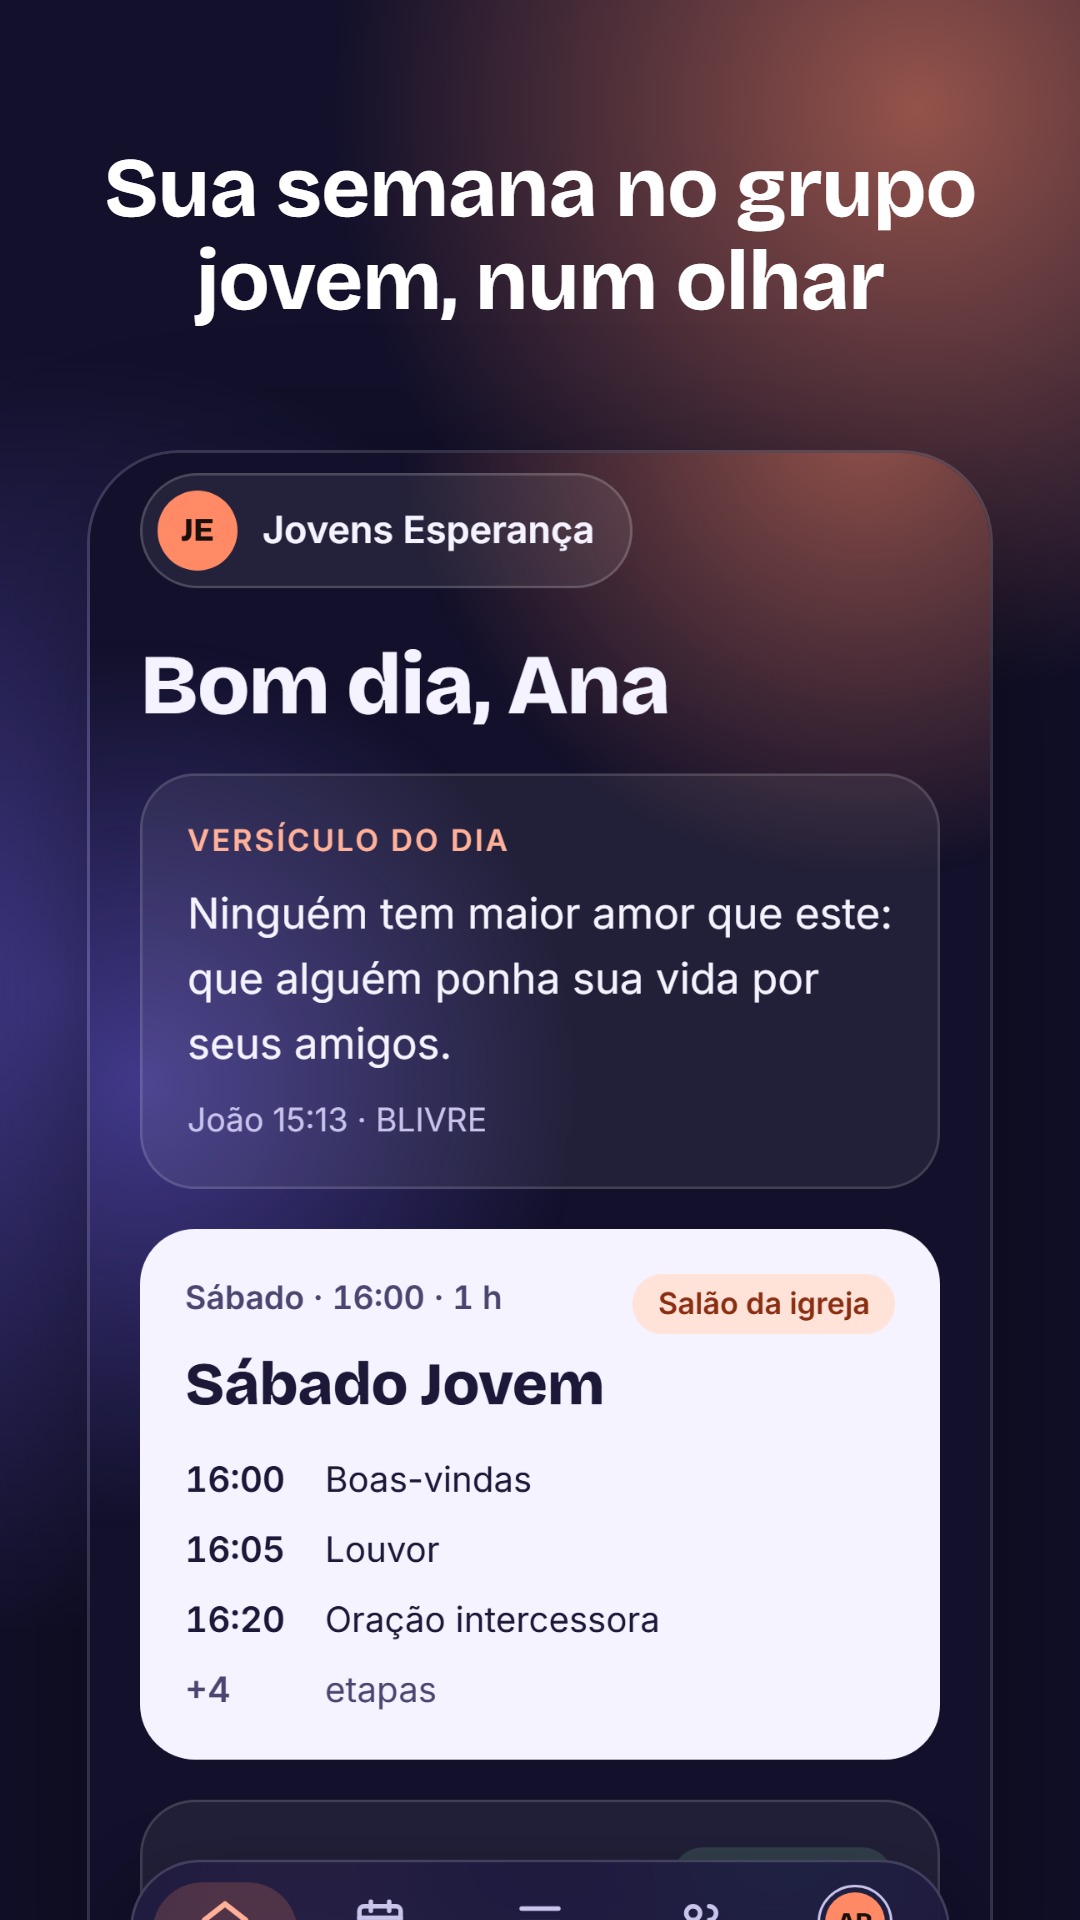 Sua semana no grupo
jovem, num olhar
JE Jovens Esperança
Bom dia, Ana
VERSÍCULO DO DIA
Ninguém tem maior amor que este:
que alguém ponha sua vida por
seus amigos.
João 15:13 · BLIVRE
Sábado · 16:00 · 1 h
Salão da igreja
Sábado Jovem
16:00 Boas-vindas
16:05 Louvor
16:20 Oração intercessora
+4 etapas